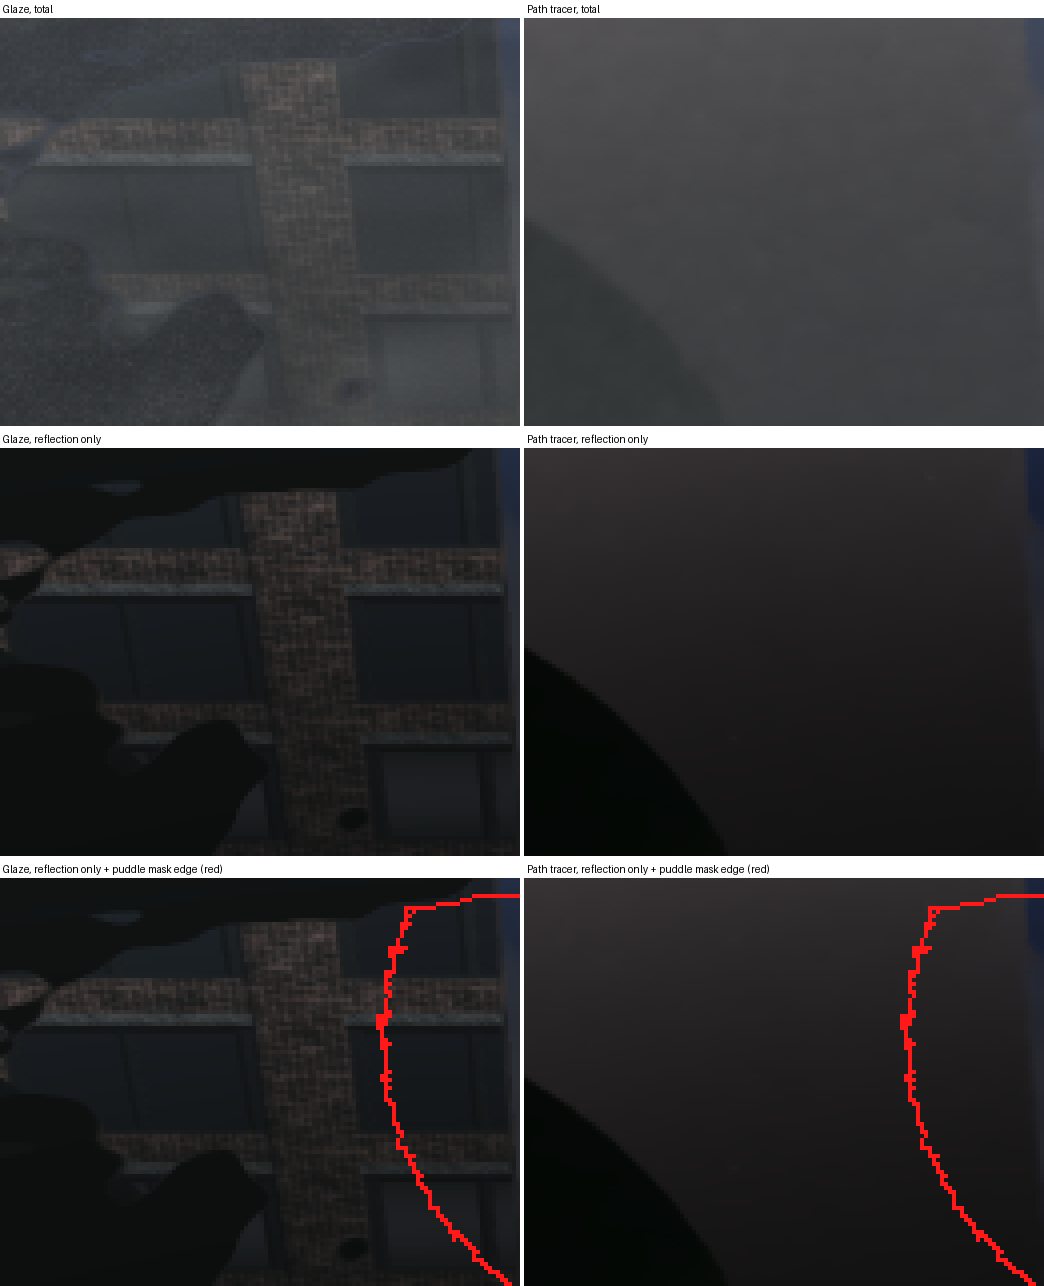 Glaze, total
Path tracer, total
Glaze, reflection only
Path tracer, reflection only
Glaze, reflection only + puddle mask edge (red)
Path tracer, reflection only + puddle mask edge (red)